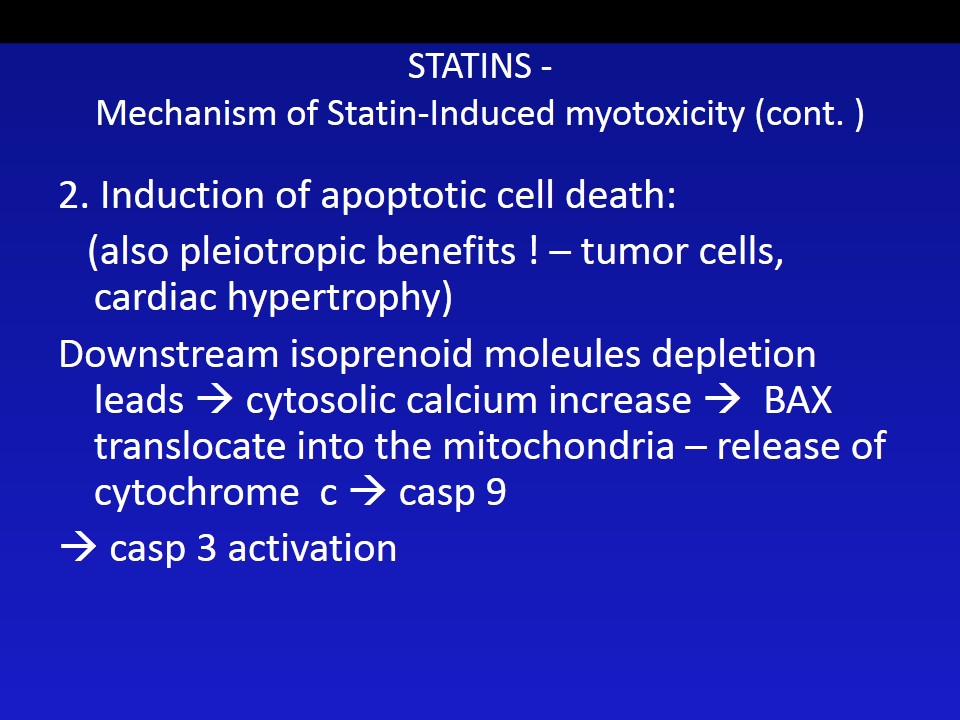 STATINS -
Mechanism of Statin-Induced myotoxicity (cont. )
2. Induction of apoptotic cell death:
(also pleiotropic benefits ! – tumor cells,
cardiac hypertrophy)
Downstream isoprenoid moleules depletion
leads → cytosolic calcium increase → BAX
translocate into the mitochondria – release of
cytochrome c → casp 9
→ casp 3 activation